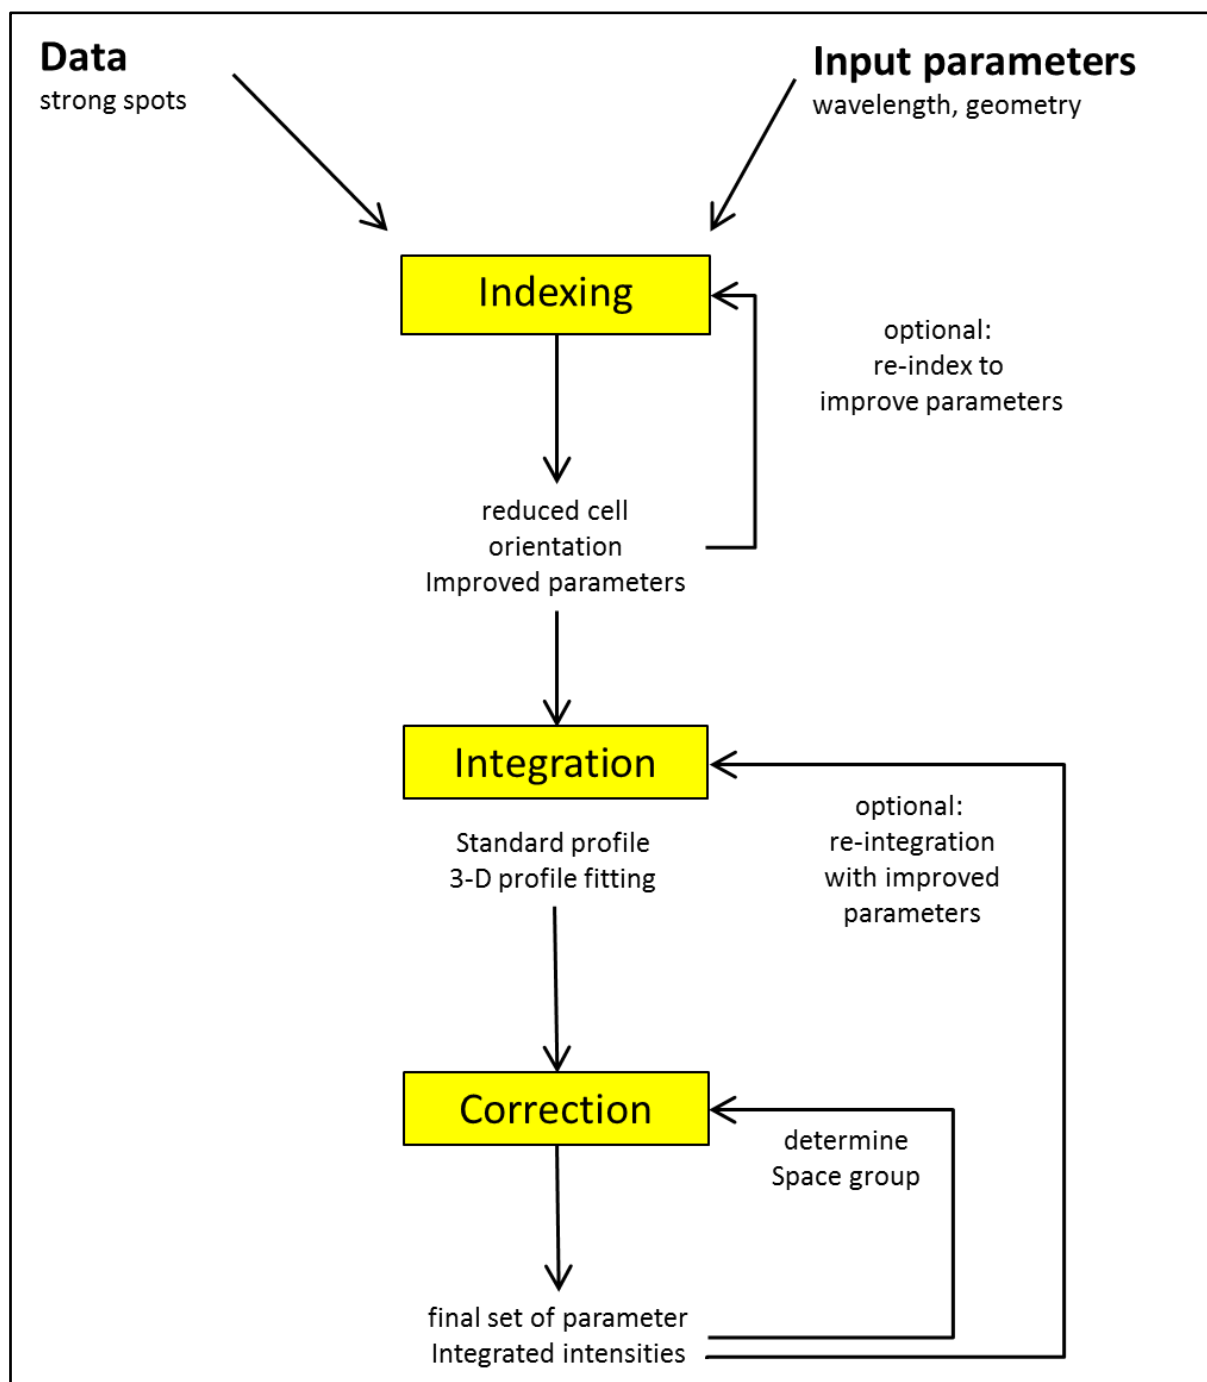 Data
strong spots
Input parameters
wavelength, geometry
Indexing
optional:
re-index to
improve parameters
reduced cell
orientation
Improved parameters
Integration
Standard profile
3-D profile fitting
optional:
re-integration
with improved
parameters
Correction
determine
Space group
final set of parameter
Integrated intensities